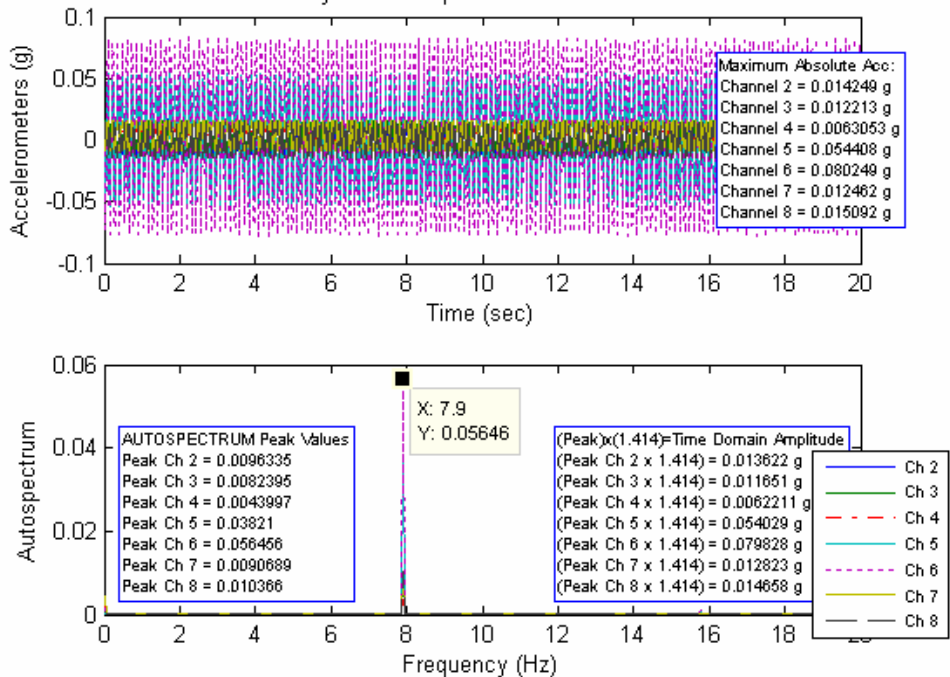 0.1
0.05
0
-0.05
-0.1
Accelerometers (g)
Maximum Absolute Acc:
Channel 2 = 0.014249 g
Channel 3 = 0.012213 g
Channel 4 = 0.0063053 g
Channel 5 = 0.054408 g
Channel 6 = 0.080249 g
Channel 7 = 0.012462 g
Channel 8 = 0.015092 g
0 2 4 6 8 10 12 14 16 18 20
Time (sec)
0.06
0.04
0.02
0
Autospectrum
X: 7.9
Y: 0.05646
AUTOSPECTRUM Peak Values
Peak Ch 2 = 0.0096335
Peak Ch 3 = 0.0082395
Peak Ch 4 = 0.0043997
Peak Ch 5 = 0.03821
Peak Ch 6 = 0.056456
Peak Ch 7 = 0.0090689
Peak Ch 8 = 0.010366
(Peak)x(1.414)=Time Domain Amplitude
(Peak Ch 2 x 1.414) = 0.013622 g
(Peak Ch 3 x 1.414) = 0.011651 g
(Peak Ch 4 x 1.414) = 0.0062211 g
(Peak Ch 5 x 1.414) = 0.054029 g
(Peak Ch 6 x 1.414) = 0.079828 g
(Peak Ch 7 x 1.414) = 0.012823 g
(Peak Ch 8 x 1.414) = 0.014658 g
Ch 2
Ch 3
Ch 4
Ch 5
Ch 6
Ch 7
Ch 8
0 2 4 6 8 10 12 14 16
Frequency (Hz)